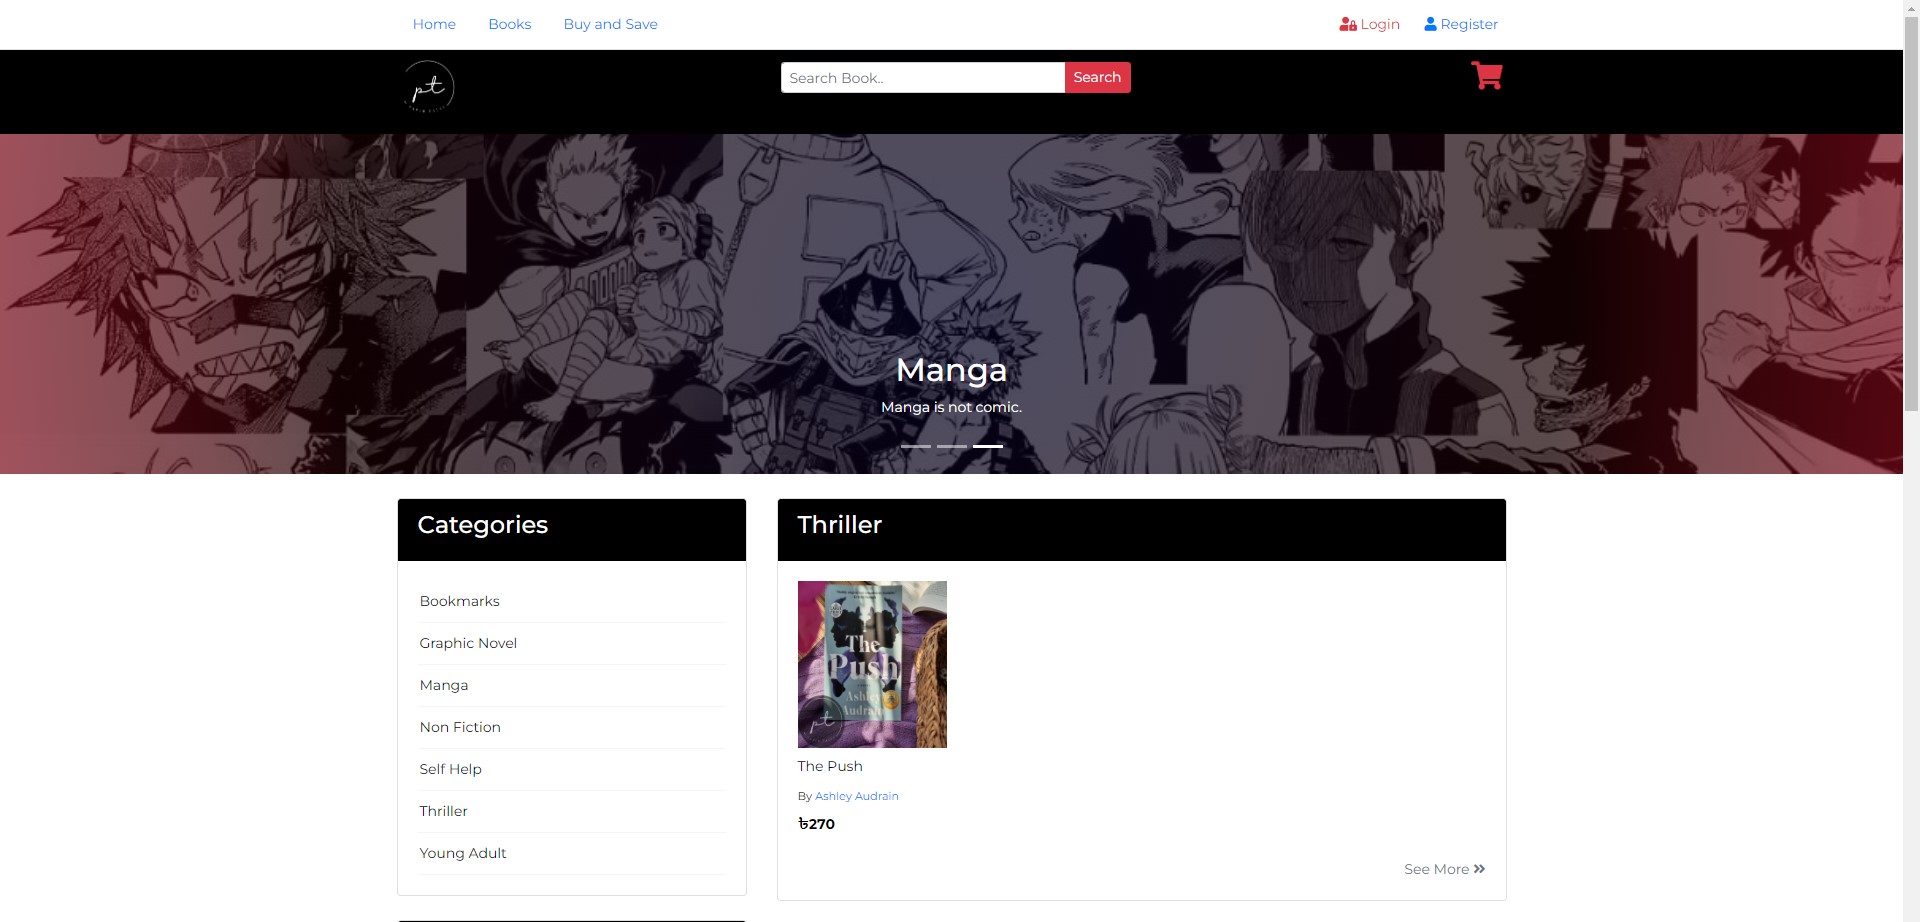 Home Books Buy and Save Login Register
pt
Search Book.. Search
Manga
Manga is not comic.
Categories
Bookmarks
Graphic Novel
Manga
Non Fiction
Self Help
Thriller
Young Adult
Thriller
The
Push
Ashley
Audrain
pt
The Push
By Ashley Audrain
৳270
See More